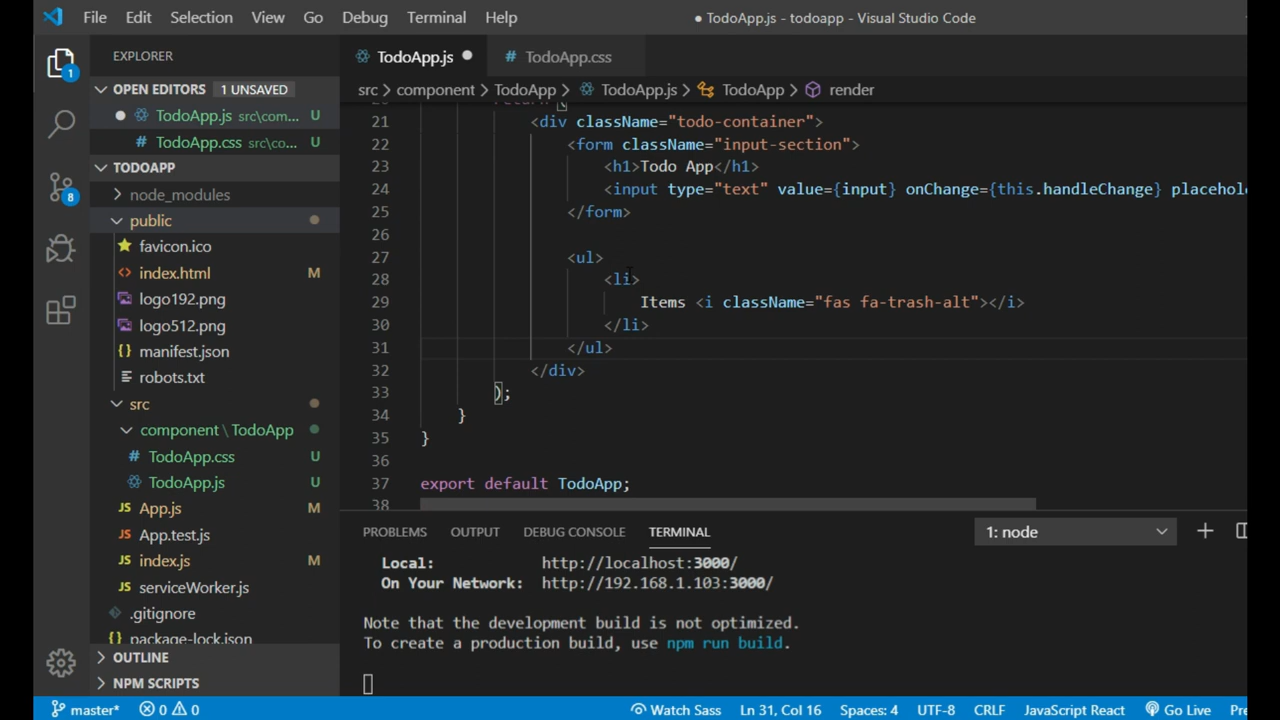 File Edit Selection View Go Debug Terminal Help
● TodoApp.js - todoapp - Visual Studio Code
EXPLORER
OPEN EDITORS 1 UNSAVED
TodoApp.js src\com... U
TodoApp.css src\co... U
TODOAPP
node_modules
public
favicon.ico
index.html M
logo192.png
logo512.png
manifest.json
robots.txt
src
component \ TodoApp
TodoApp.css U
TodoApp.js U
App.js M
App.test.js
index.js M
serviceWorker.js
.gitignore
package-lock.json
OUTLINE
NPM SCRIPTS
1
8
TodoApp.js
TodoApp.css
src > component > TodoApp > TodoApp.js > TodoApp > render
return (
21 <div className="todo-container">
22 <form className="input-section">
23 <h1>Todo App</h1>
24 <input type="text" value={input} onChange={this.handleChange} placehol
25 </form>
26
27 <ul>
28 <li>
29 Items <i className="fas fa-trash-alt"></i>
30 </li>
31 </ul>
32 </div>
33 );
34 }
35 }
36
37 export default TodoApp;
38
PROBLEMS OUTPUT DEBUG CONSOLE TERMINAL 1: node
Local: http://localhost:3000/
On Your Network: http://192.168.1.103:3000/
Note that the development build is not optimized.
To create a production build, use npm run build.
master* 0 0 Watch Sass Ln 31, Col 16 Spaces: 4 UTF-8 CRLF JavaScript React Go Live Pre